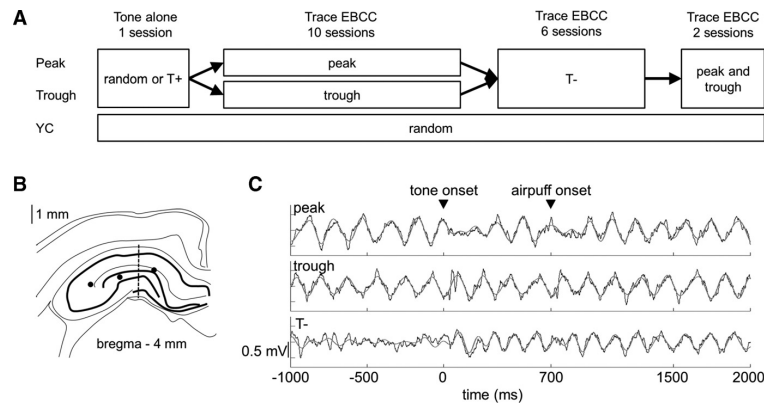 A
Tone alone
1 session
Trace EBCC
10 sessions
Trace EBCC
6 sessions
Trace EBCC
2 sessions
Peak
Trough
YC
random or T+
peak
trough
T-
peak and
trough
random
B
1 mm
bregma - 4 mm
C
tone onset
airpuff onset
peak
trough
T-
0.5 mV
-1000
-500
0
700
1500
2000
time (ms)